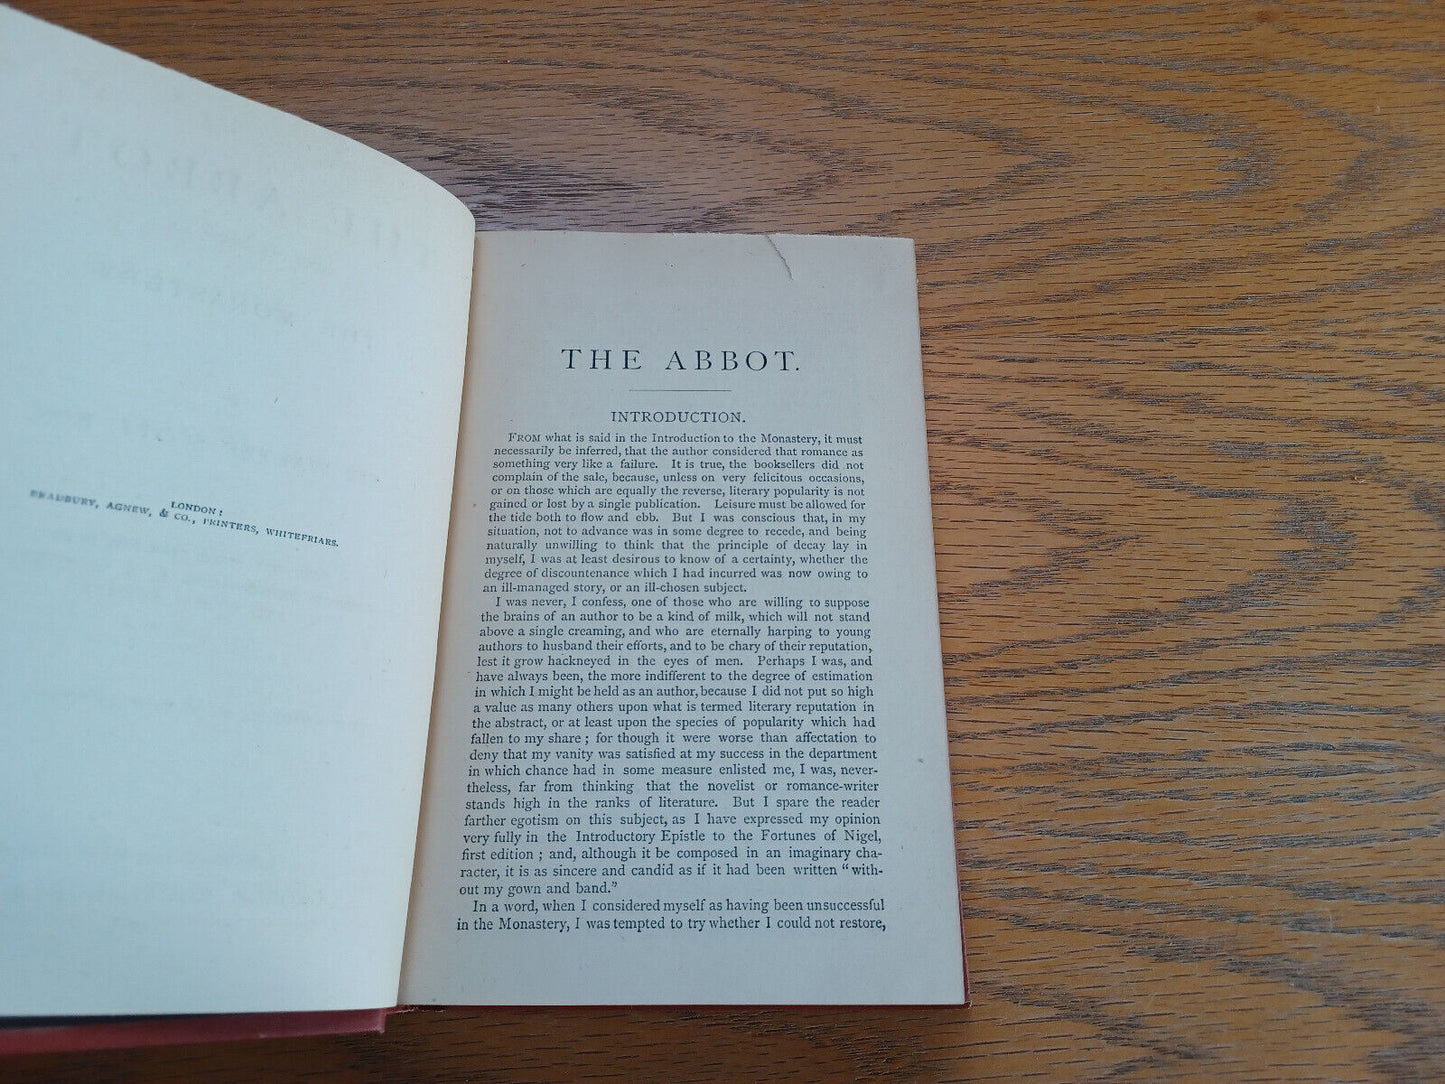 LONDON:
BRADBURY, AGNEW, & CO., PRINTERS, WHITEFRIARS.
THE ABBOT.
INTRODUCTION.
FROM what is said in the Introduction to the Monastery, it must
necessarily be inferred, that the author considered that romance as
something very like a failure. It is true, the booksellers did not
complain of the sale, because, unless on very felicitous occasions,
or on those which are equally the reverse, literary popularity is not
gained or lost by a single publication. Leisure must be allowed for
the tide both to flow and ebb. But I was conscious that, in my
situation, not to advance was in some degree to recede, and being
naturally unwilling to think that the principle of decay lay in
myself, I was at least desirous to know of a certainty, whether the
degree of discountenance which I had incurred was now owing to
an ill-managed story, or an ill-chosen subject.
I was never, I confess, one of those who are willing to suppose
the brains of an author to be a kind of milk, which will not stand
above a single creaming, and who are eternally harping to young
authors to husband their efforts, and to be chary of their reputation,
lest it grow hackneyed in the eyes of men. Perhaps I was, and
have always been, the more indifferent to the degree of estimation
in which I might be held as an author, because I did not put so high
a value as many others upon what is termed literary reputation in
the abstract, or at least upon the species of popularity which had
fallen to my share ; for though it were worse than affectation to
deny that my vanity was satisfied at my success in the department
in which chance had in some measure enlisted me, I was, never-
theless, far from thinking that the novelist or romance-writer
stands high in the ranks of literature. But I spare the reader
farther egotism on this subject, as I have expressed my opinion
very fully in the Introductory Epistle to the Fortunes of Nigel,
first edition ; and, although it be composed in an imaginary cha-
racter, it is as sincere and candid as if it had been written "with-
out my gown and band."
In a word, when I considered myself as having been unsuccessful
in the Monastery, I was tempted to try whether I could not restore,